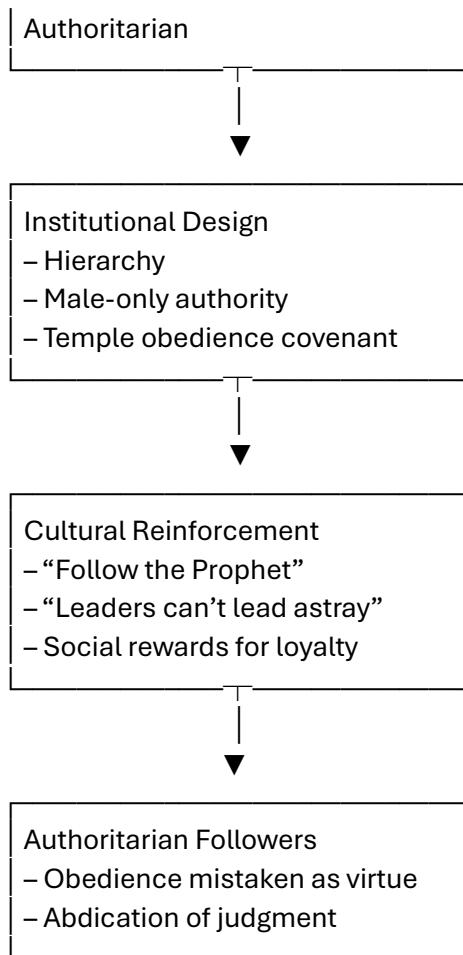 Authoritarian
Institutional Design
– Hierarchy
– Male-only authority
– Temple obedience covenant
Cultural Reinforcement
– “Follow the Prophet”
– “Leaders can’t lead astray”
– Social rewards for loyalty
Authoritarian Followers
– Obedience mistaken as virtue
– Abdication of judgment